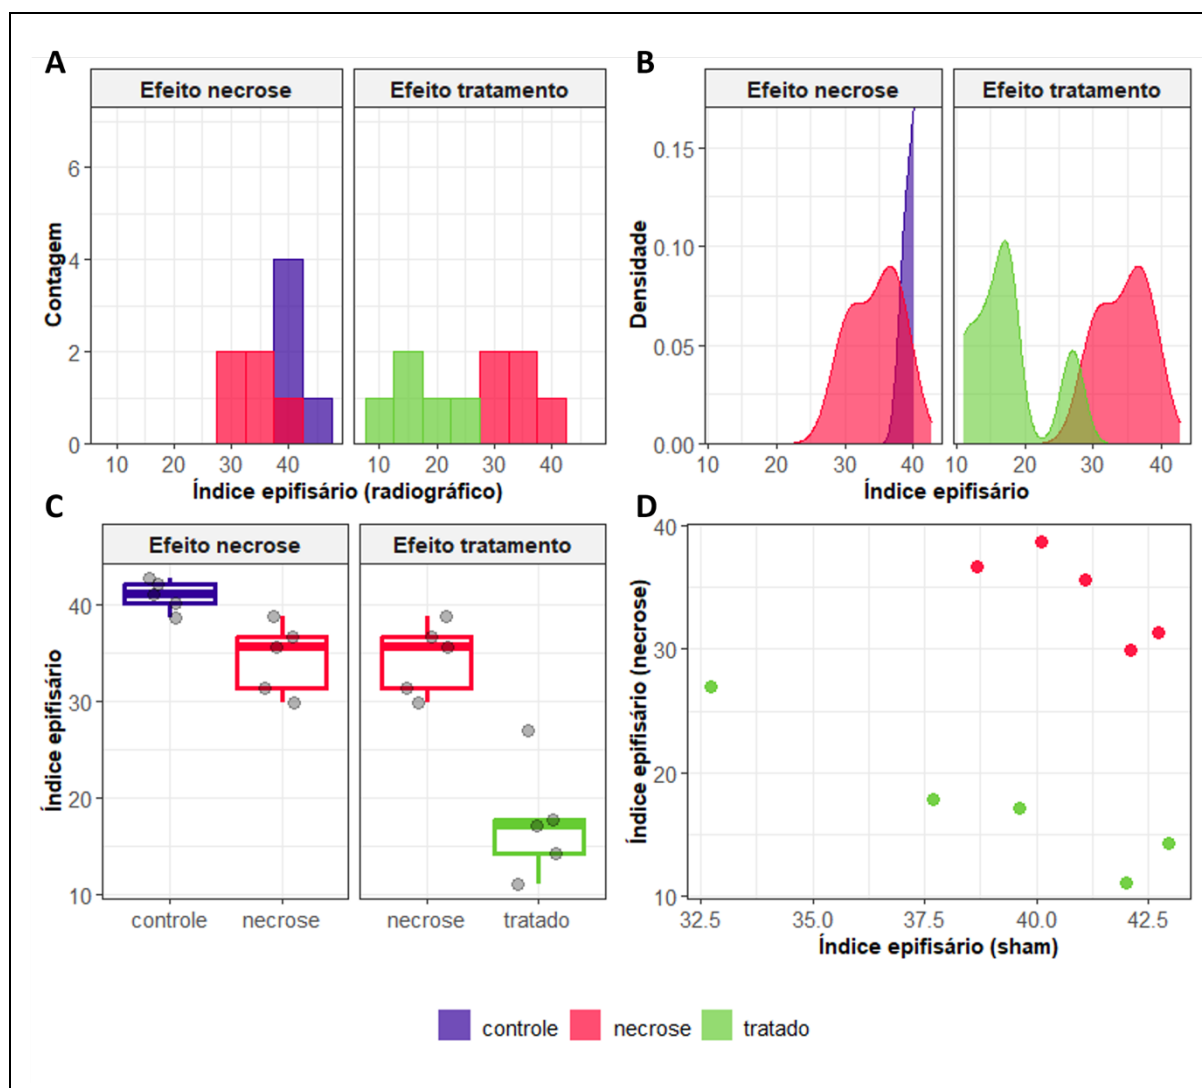 A
B
Efeito necrose
Efeito tratamento
Efeito necrose
Efeito tratamento
Contagem
6
4
2
0
10 20 30 40
10 20 30 40
Índice epifisário (radiográfico)
Densidade
0.15
0.10
0.05
0.00
10 20 30 40
10 20 30 40
Índice epifisário
C
D
Efeito necrose
Efeito tratamento
Índice epifisário
40
30
20
10
controle necrose
necrose tratado
Índice epifisário (necrose)
40
30
20
10
32.5 35.0 37.5 40.0 42.5
Índice epifisário (sham)
controle necrose tratado